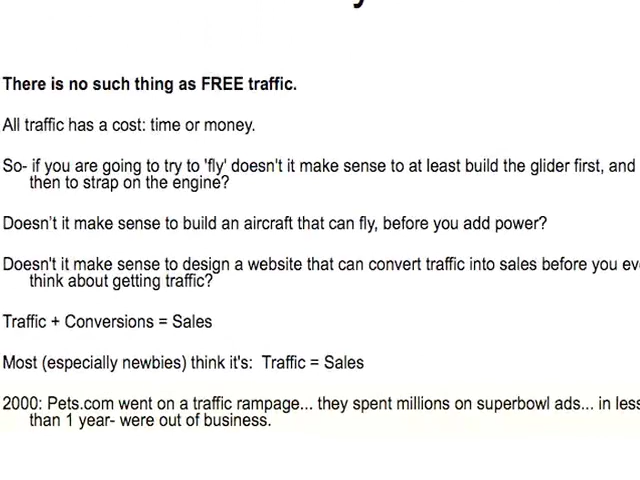 There is no such thing as FREE traffic.
All traffic has a cost: time or money.
So- if you are going to try to 'fly' doesn't it make sense to at least build the glider first, and
then to strap on the engine?
Doesn't it make sense to build an aircraft that can fly, before you add power?
Doesn't it make sense to design a website that can convert traffic into sales before you
think about getting traffic?
Traffic + Conversions = Sales
Most (especially newbies) think it's: Traffic = Sales
2000: Pets.com went on a traffic rampage... they spent millions on superbowl ads... in less
than 1 year- were out of business.